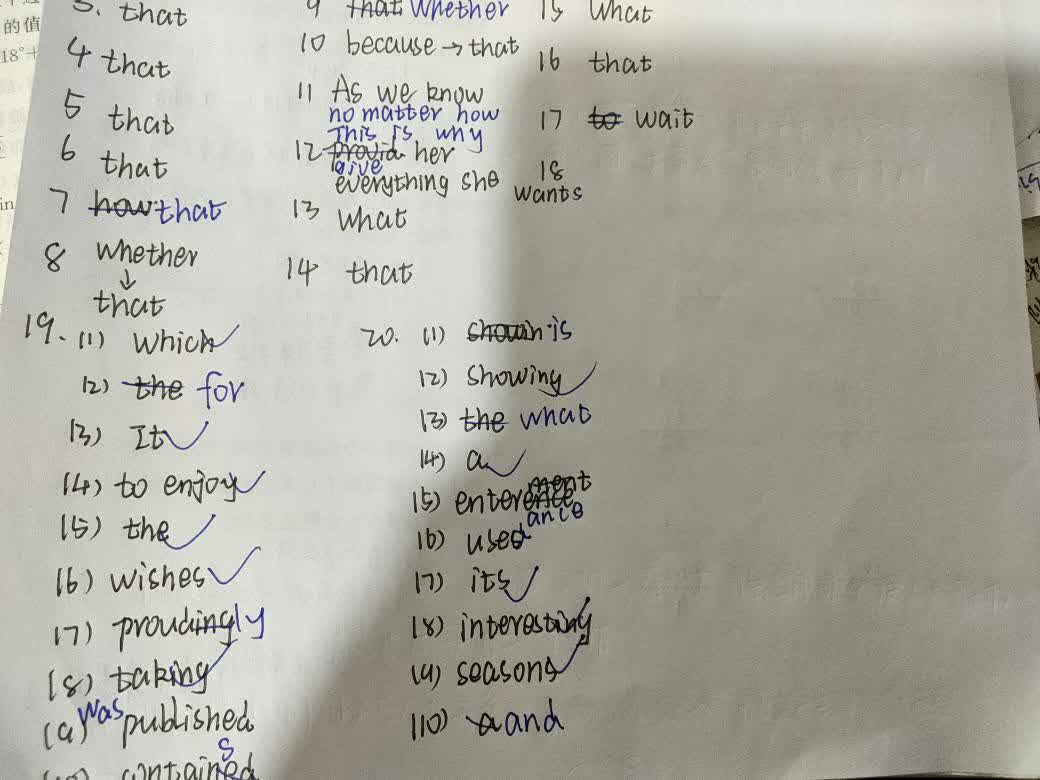 3. that
4 that
5 that
6 that
7 how that
8 whether
↓
that
9 that whether
10 because → that
11 As we know
no matter how
This is why
12 provid her
give
everything she
wants
13 what
14 that
15 what
16 that
17 to wait
18
19. (1) which
(2) the for
(3) It
(4) to enjoy
(5) the
(6) wishes
(7) proudingly
(8) taking
(9) was published
20. (1) shown is
(2) showing
(3) the what
(4) a
(5) enterence
ment
ance
(6) used
(7) its
(8) interesting
(9) seasons
(10) a and
的值
18°+
in